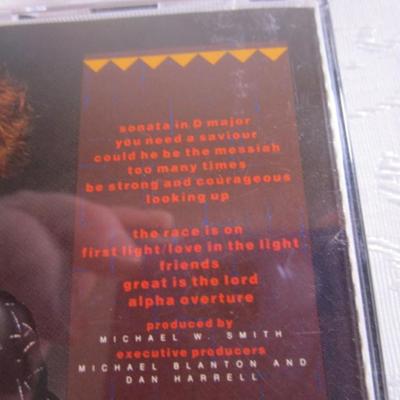 sonata in D major
you need a saviour
could he be the messiah
too many times
be strong and courageous
looking up
the race is on
first light/love in the light
friends
great is the lord
alpha overture
produced by
MICHAEL W. SMITH
executive producers
MICHAEL BLANTON AND
DAN HARRELL